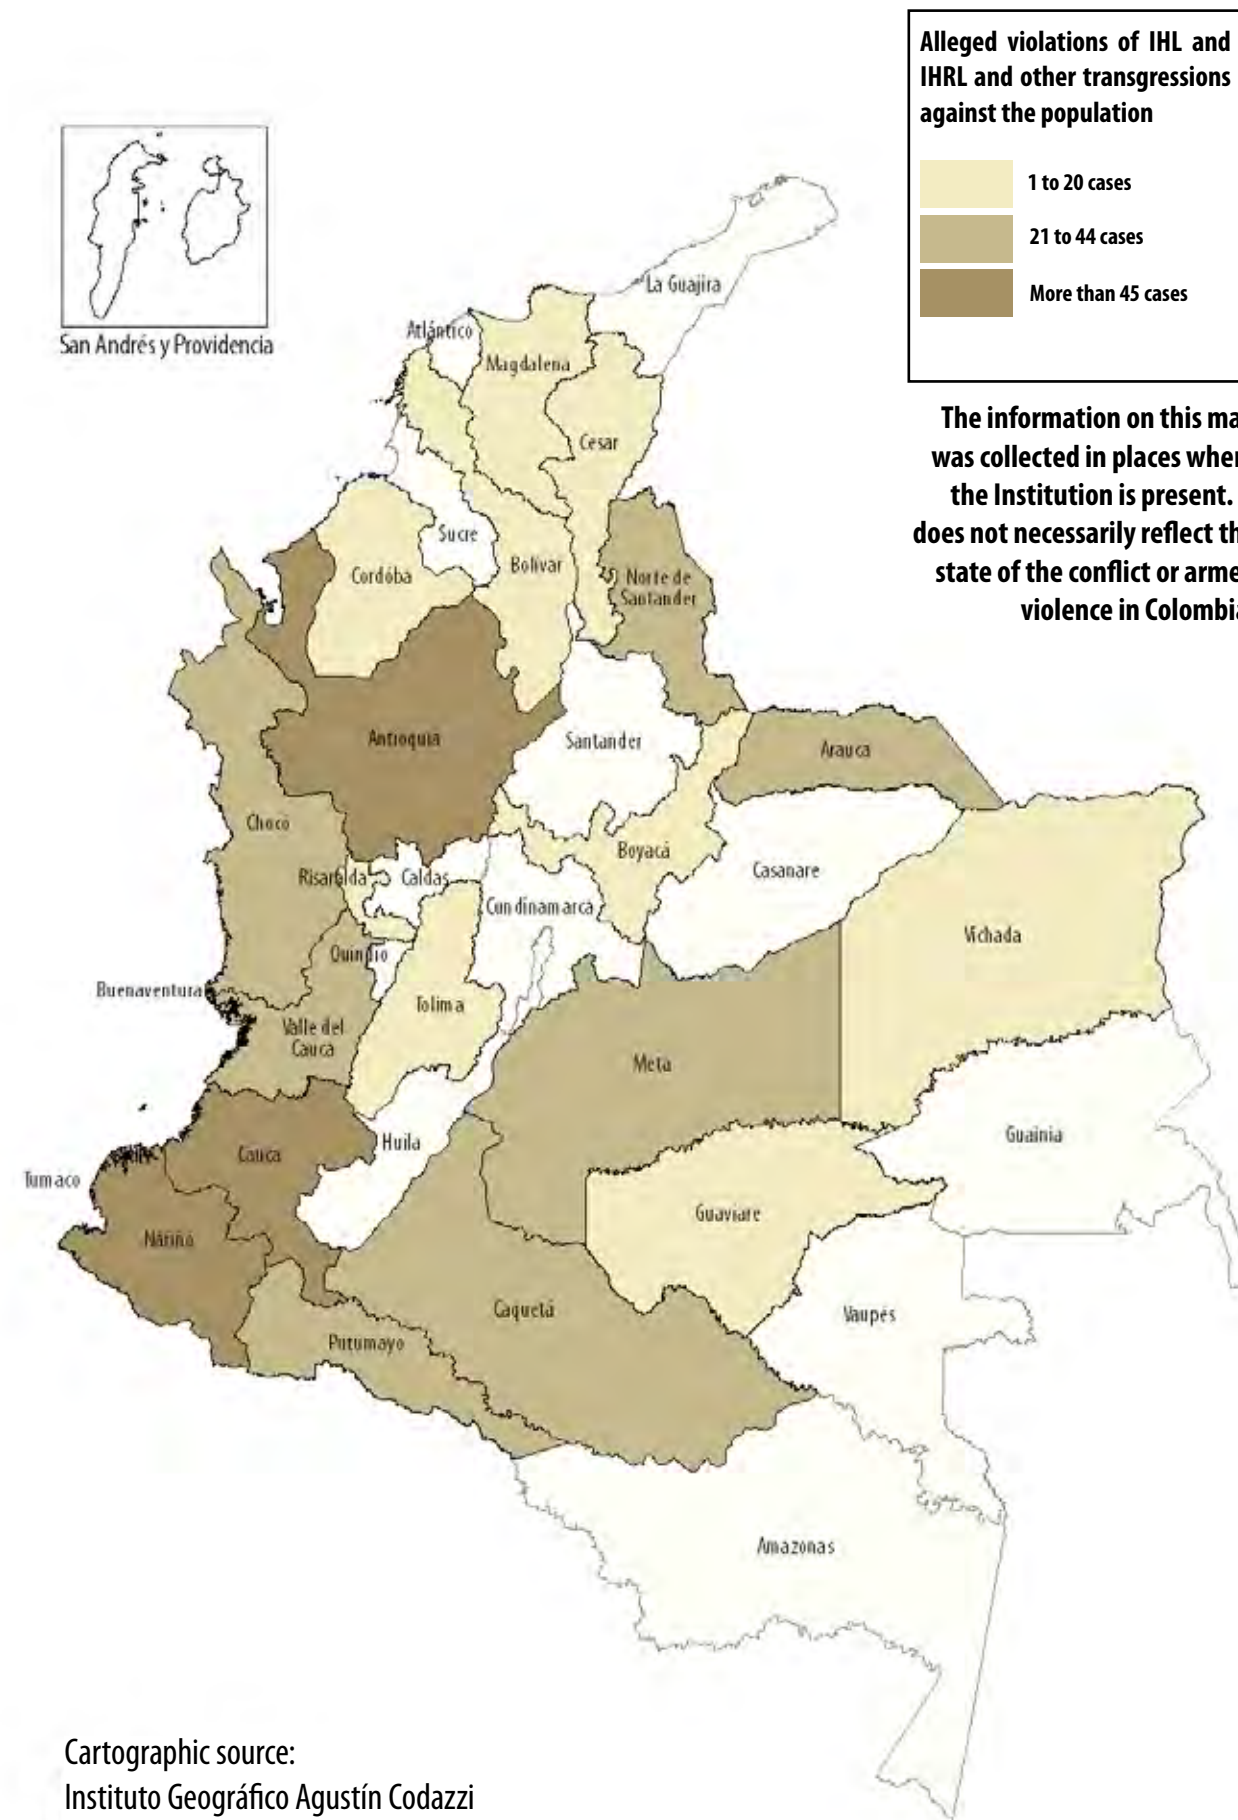 Alleged violations of IHL and
IHRL and other transgressions
against the population
1 to 20 cases
21 to 44 cases
More than 45 cases
The information on this ma
was collected in places wher
the Institution is present.
does not necessarily reflect th
state of the conflict or arme
violence in Colombia
San Andrés y Providencia
La Guajira
Atlántico
Magdalena
Cesar
Sucre
Cordóba
Bolívar
Norte de
Santander
Antioquia
Santander
Arauca
Chocó
Boyacá
Risaralda
Caldas
Casanare
Cundinamarca
Vichada
Quindío
Buenaventura
Tolima
Valle del
Cauca
Meta
Guainía
Huila
Cauca
Tumaco
Guaviare
Nariño
Caquetá
Vaupés
Putumayo
Amazonas
Cartographic source:
Instituto Geográfico Agustín Codazzi